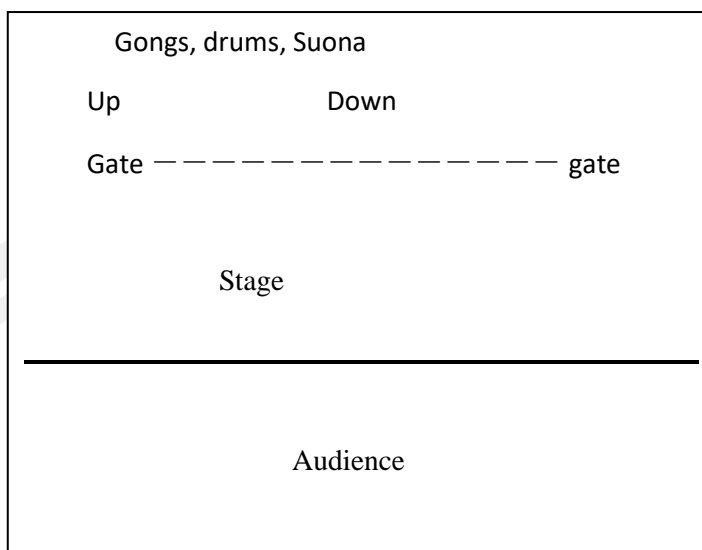 Gongs, drums, Suona
Up Down
Gate — — — — — — — — — — — — — — gate
Stage
Audience